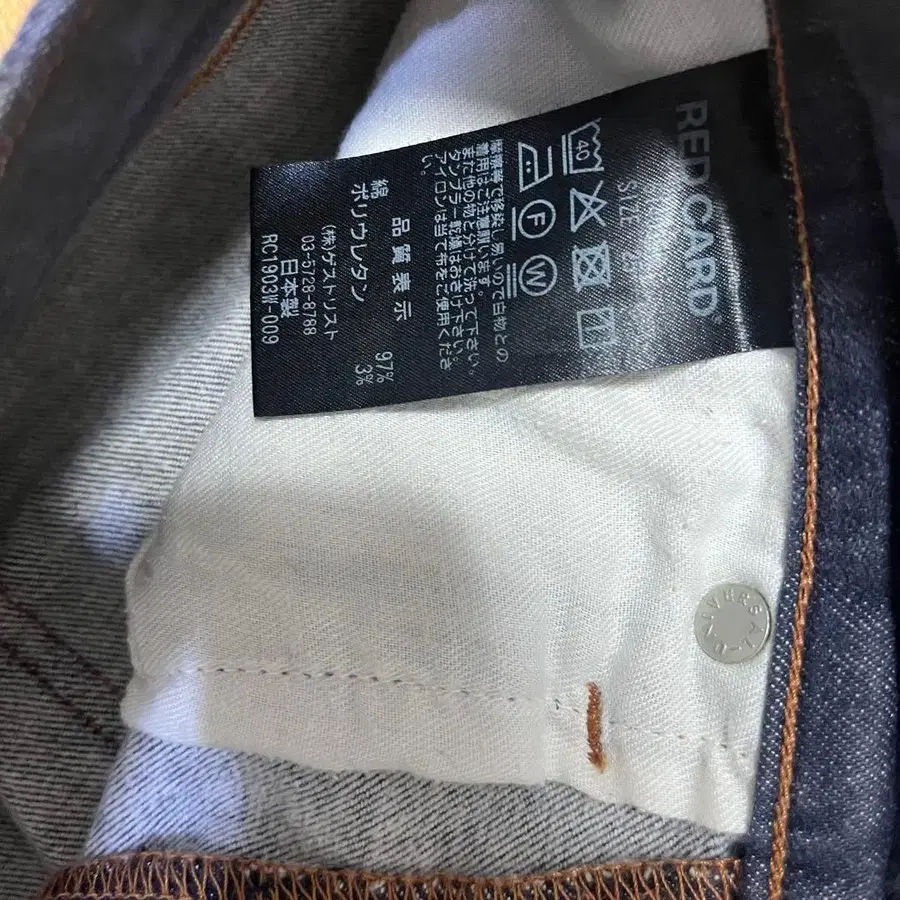 RED CARD®
SIZE 25
40
F
W
摩擦等で移染し易いので白物との
着用はご注意願います。
また他の物と分けて洗って下さい。
タンブラー乾燥はおさけ下さい。
アイロンは当て布をご使用くださ
い。
品質表示
綿 97%
ポリウレタン 3%
(株)ゲストリスト
03-5728-8788
日本製
RC1903W-009
UNIVERSAL